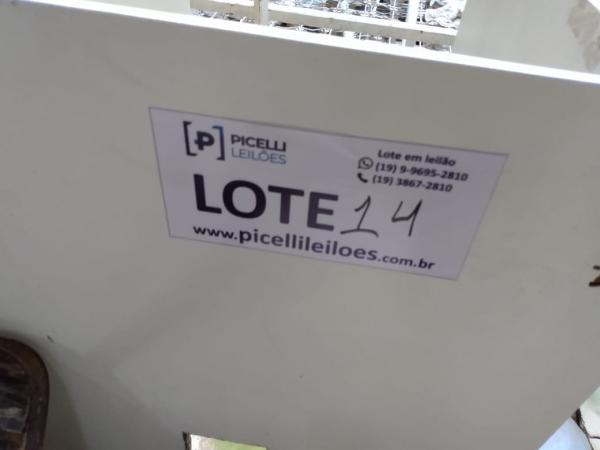 [P] PICELLI
LEILÕES
Lote em leilão
(19) 9-9695-2810
(19) 3867-2810
LOTE 14
www.picellileiloes.com.br